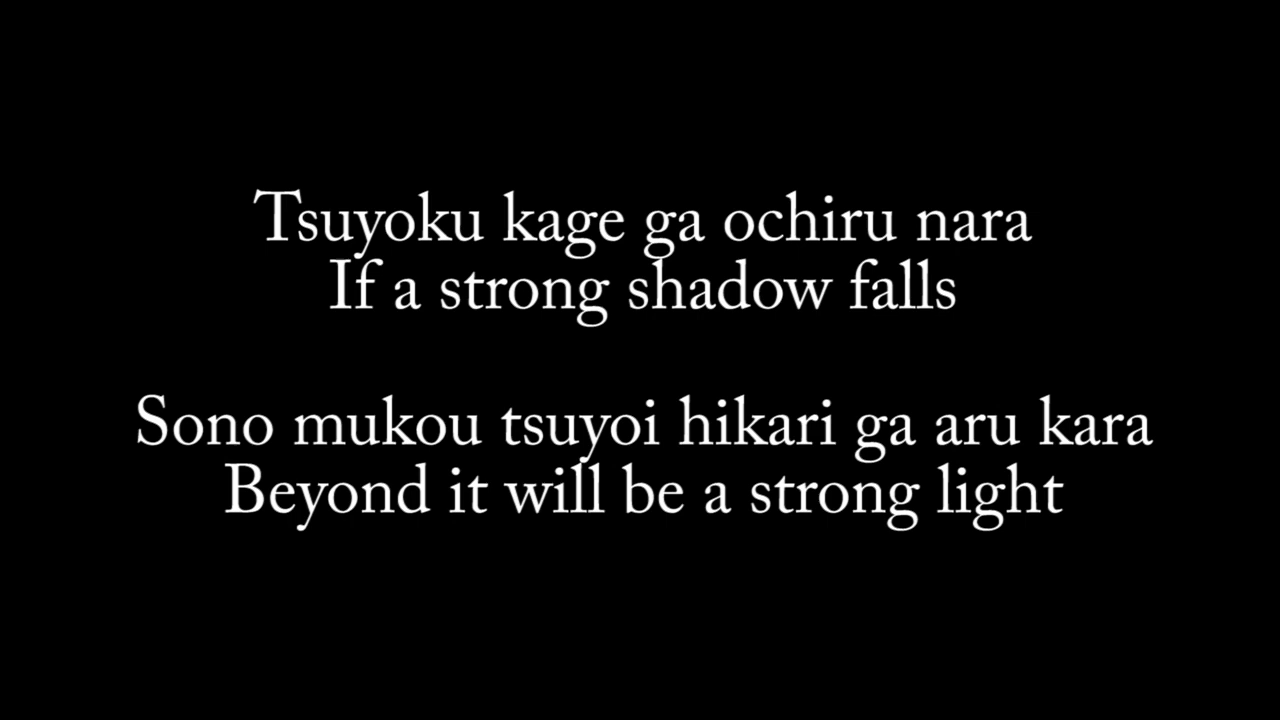 Tsuyoku kage ga ochiru nara
If a strong shadow falls
Sono mukou tsuyoi hikari ga aru kara
Beyond it will be a strong light